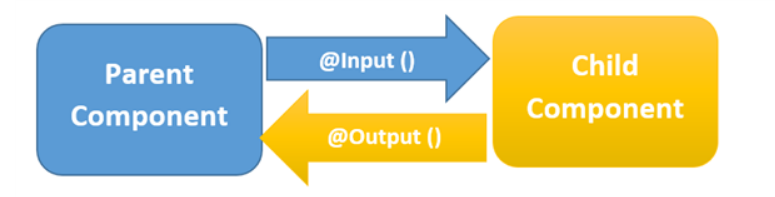 Parent
Component
@Input ()
@Output ()
Child
Component